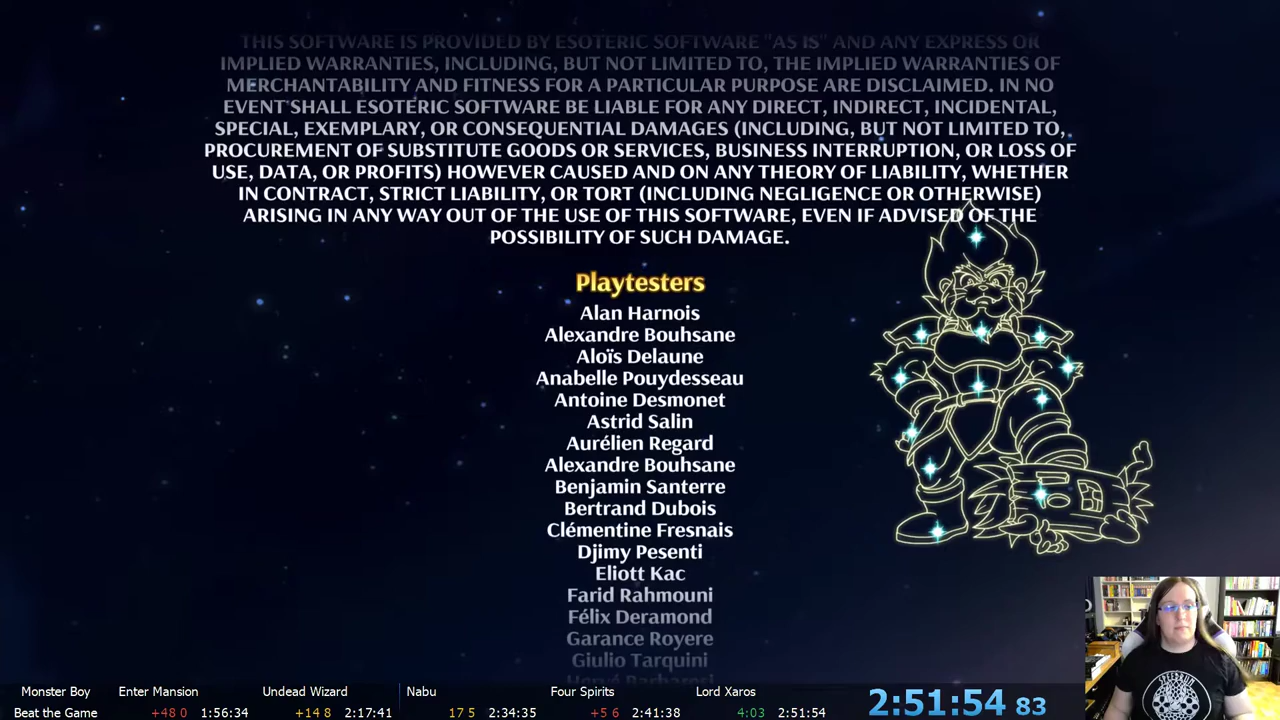 THIS SOFTWARE IS PROVIDED BY ESOTERIC SOFTWARE "AS IS" AND ANY EXPRESS OR
IMPLIED WARRANTIES, INCLUDING, BUT NOT LIMITED TO, THE IMPLIED WARRANTIES OF
MERCHANTABILITY AND FITNESS FOR A PARTICULAR PURPOSE ARE DISCLAIMED. IN NO
EVENT SHALL ESOTERIC SOFTWARE BE LIABLE FOR ANY DIRECT, INDIRECT, INCIDENTAL,
SPECIAL, EXEMPLARY, OR CONSEQUENTIAL DAMAGES (INCLUDING, BUT NOT LIMITED TO,
PROCUREMENT OF SUBSTITUTE GOODS OR SERVICES, BUSINESS INTERRUPTION, OR LOSS OF
USE, DATA, OR PROFITS) HOWEVER CAUSED AND ON ANY THEORY OF LIABILITY, WHETHER
IN CONTRACT, STRICT LIABILITY, OR TORT (INCLUDING NEGLIGENCE OR OTHERWISE)
ARISING IN ANY WAY OUT OF THE USE OF THIS SOFTWARE, EVEN IF ADVISED OF THE
POSSIBILITY OF SUCH DAMAGE.
Playtesters
Alan Harnois
Alexandre Bouhsane
Aloïs Delaune
Anabelle Pouydesseau
Antoine Desmonet
Astrid Salin
Aurélien Regard
Alexandre Bouhsane
Benjamin Santerre
Bertrand Dubois
Clémentine Fresnais
Djimy Pesenti
Eliott Kac
Farid Rahmouni
Félix Deramond
Garance Royere
Giulio Tarquini
Monster Boy Enter Mansion Undead Wizard Nabu Four Spirits Lord Xaros
Beat the Game +48 0 1:56:34 +14 8 2:17:41 17 5 2:34:35 +5 6 2:41:38 4:03 2:51:54
2:51:54 83